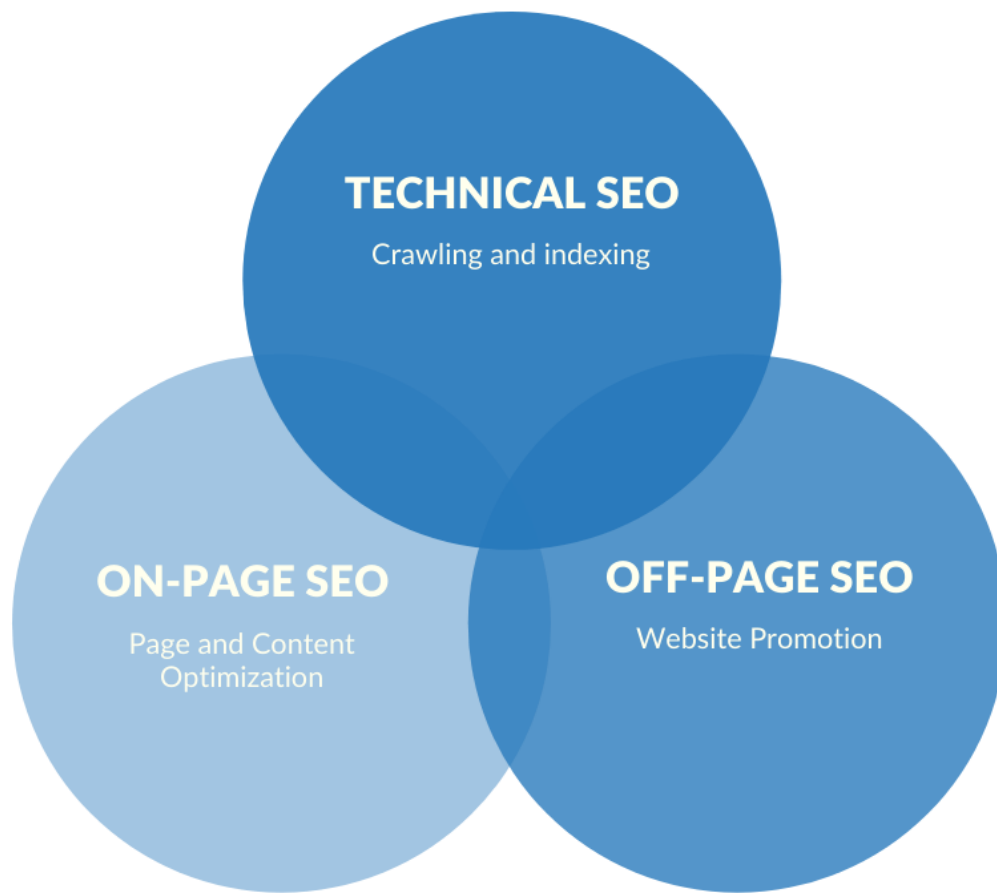 TECHNICAL SEO
Crawling and indexing
ON-PAGE SEO
Page and Content
Optimization
OFF-PAGE SEO
Website Promotion